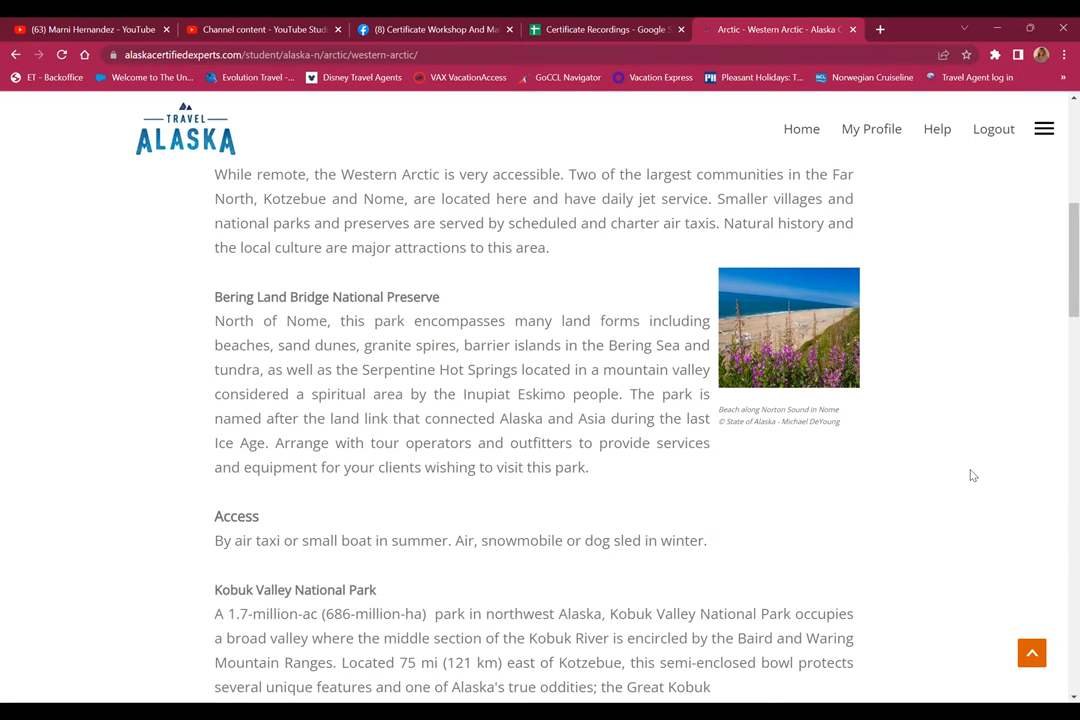 (63) Marni Hernandez - YouTube
Channel content - YouTube Stud
(8) Certificate Workshop And Ma
Certificate Recordings - Google S
Arctic - Western Arctic - Alaska C
alaskacertifiedexperts.com/student/alaska-n/arctic/western-arctic/
ET - Backoffice
Welcome to The Un...
Evolution Travel -...
Disney Travel Agents
VAX VacationAccess
GoCCL Navigator
Vacation Express
Pleasant Holidays: T...
Norwegian Cruiseline
Travel Agent log in
TRAVEL
ALASKA
Home
My Profile
Help
Logout
While remote, the Western Arctic is very accessible. Two of the largest communities in the Far
North, Kotzebue and Nome, are located here and have daily jet service. Smaller villages and
national parks and preserves are served by scheduled and charter air taxis. Natural history and
the local culture are major attractions to this area.
Bering Land Bridge National Preserve
North of Nome, this park encompasses many land forms including
beaches, sand dunes, granite spires, barrier islands in the Bering Sea and
tundra, as well as the Serpentine Hot Springs located in a mountain valley
considered a spiritual area by the Inupiat Eskimo people. The park is
named after the land link that connected Alaska and Asia during the last
Ice Age. Arrange with tour operators and outfitters to provide services
and equipment for your clients wishing to visit this park.
Beach along Norton Sound in Nome
© State of Alaska - Michael DeYoung
Access
By air taxi or small boat in summer. Air, snowmobile or dog sled in winter.
Kobuk Valley National Park
A 1.7-million-ac (686-million-ha) park in northwest Alaska, Kobuk Valley National Park occupies
a broad valley where the middle section of the Kobuk River is encircled by the Baird and Waring
Mountain Ranges. Located 75 mi (121 km) east of Kotzebue, this semi-enclosed bowl protects
several unique features and one of Alaska's true oddities; the Great Kobuk